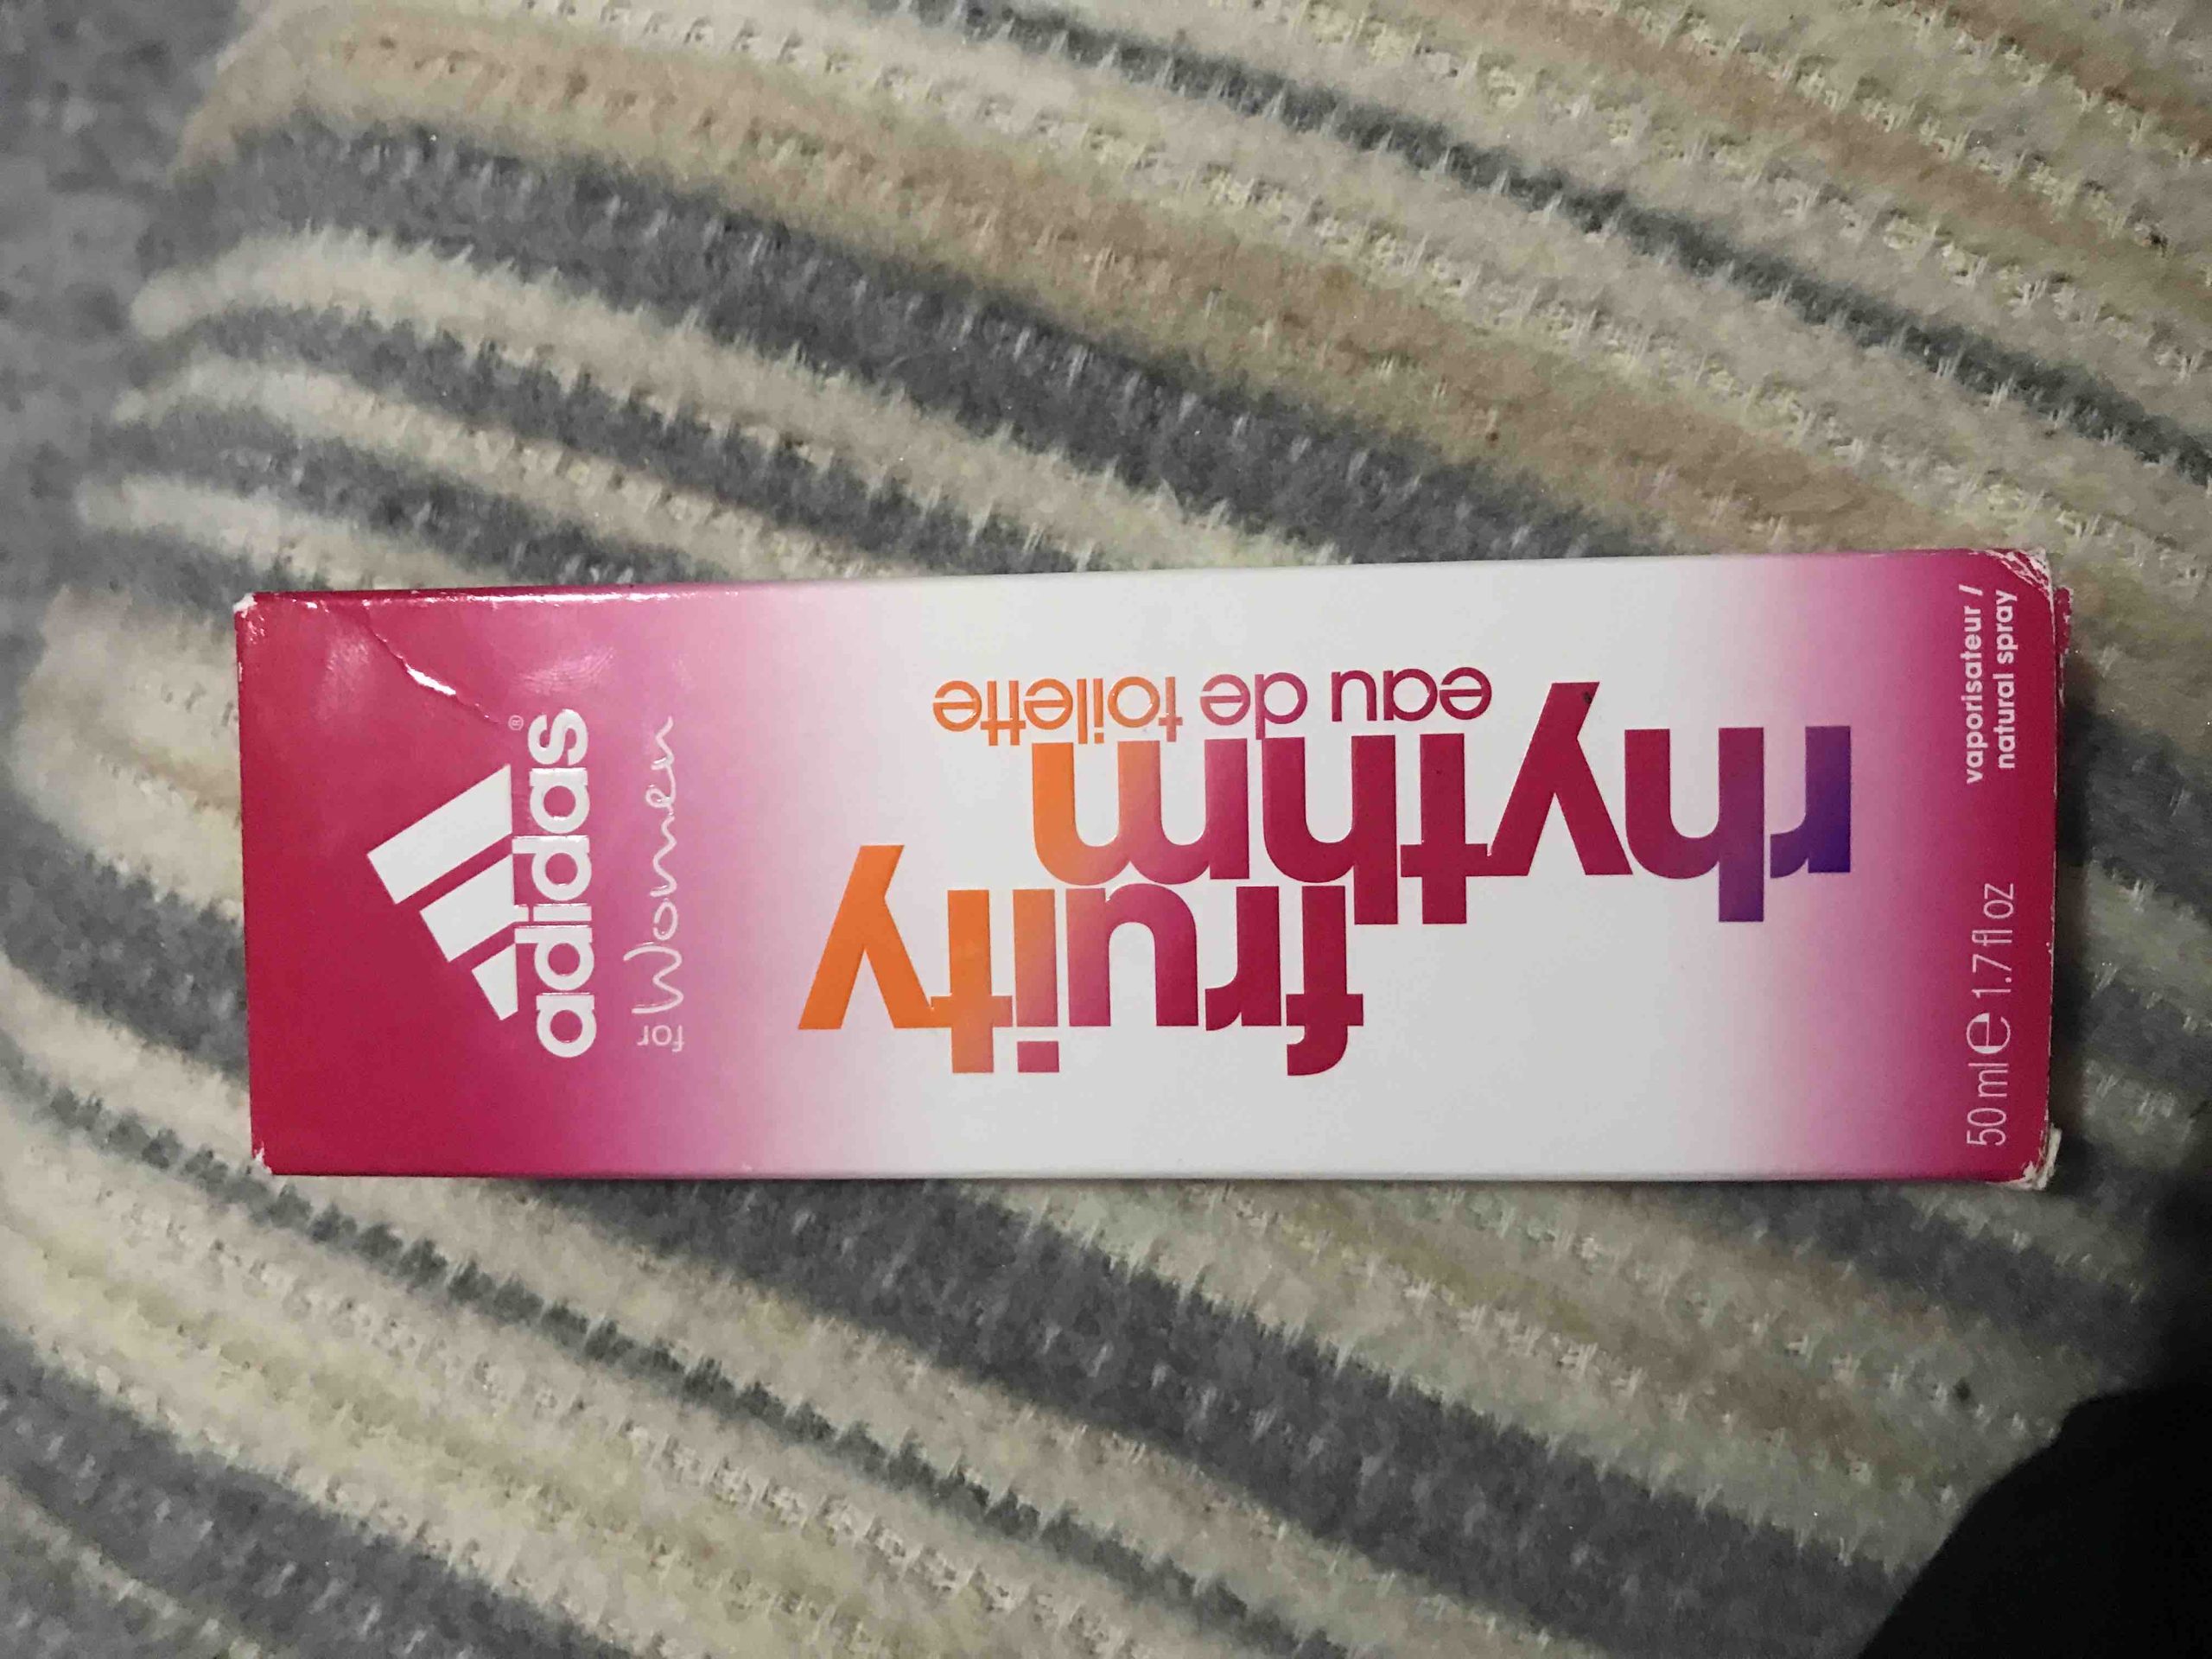 adidas®
for Women
fruity
rhythm
eau de toilette
50 ml e 1.7 fl oz
vaporisateur /
natural spray